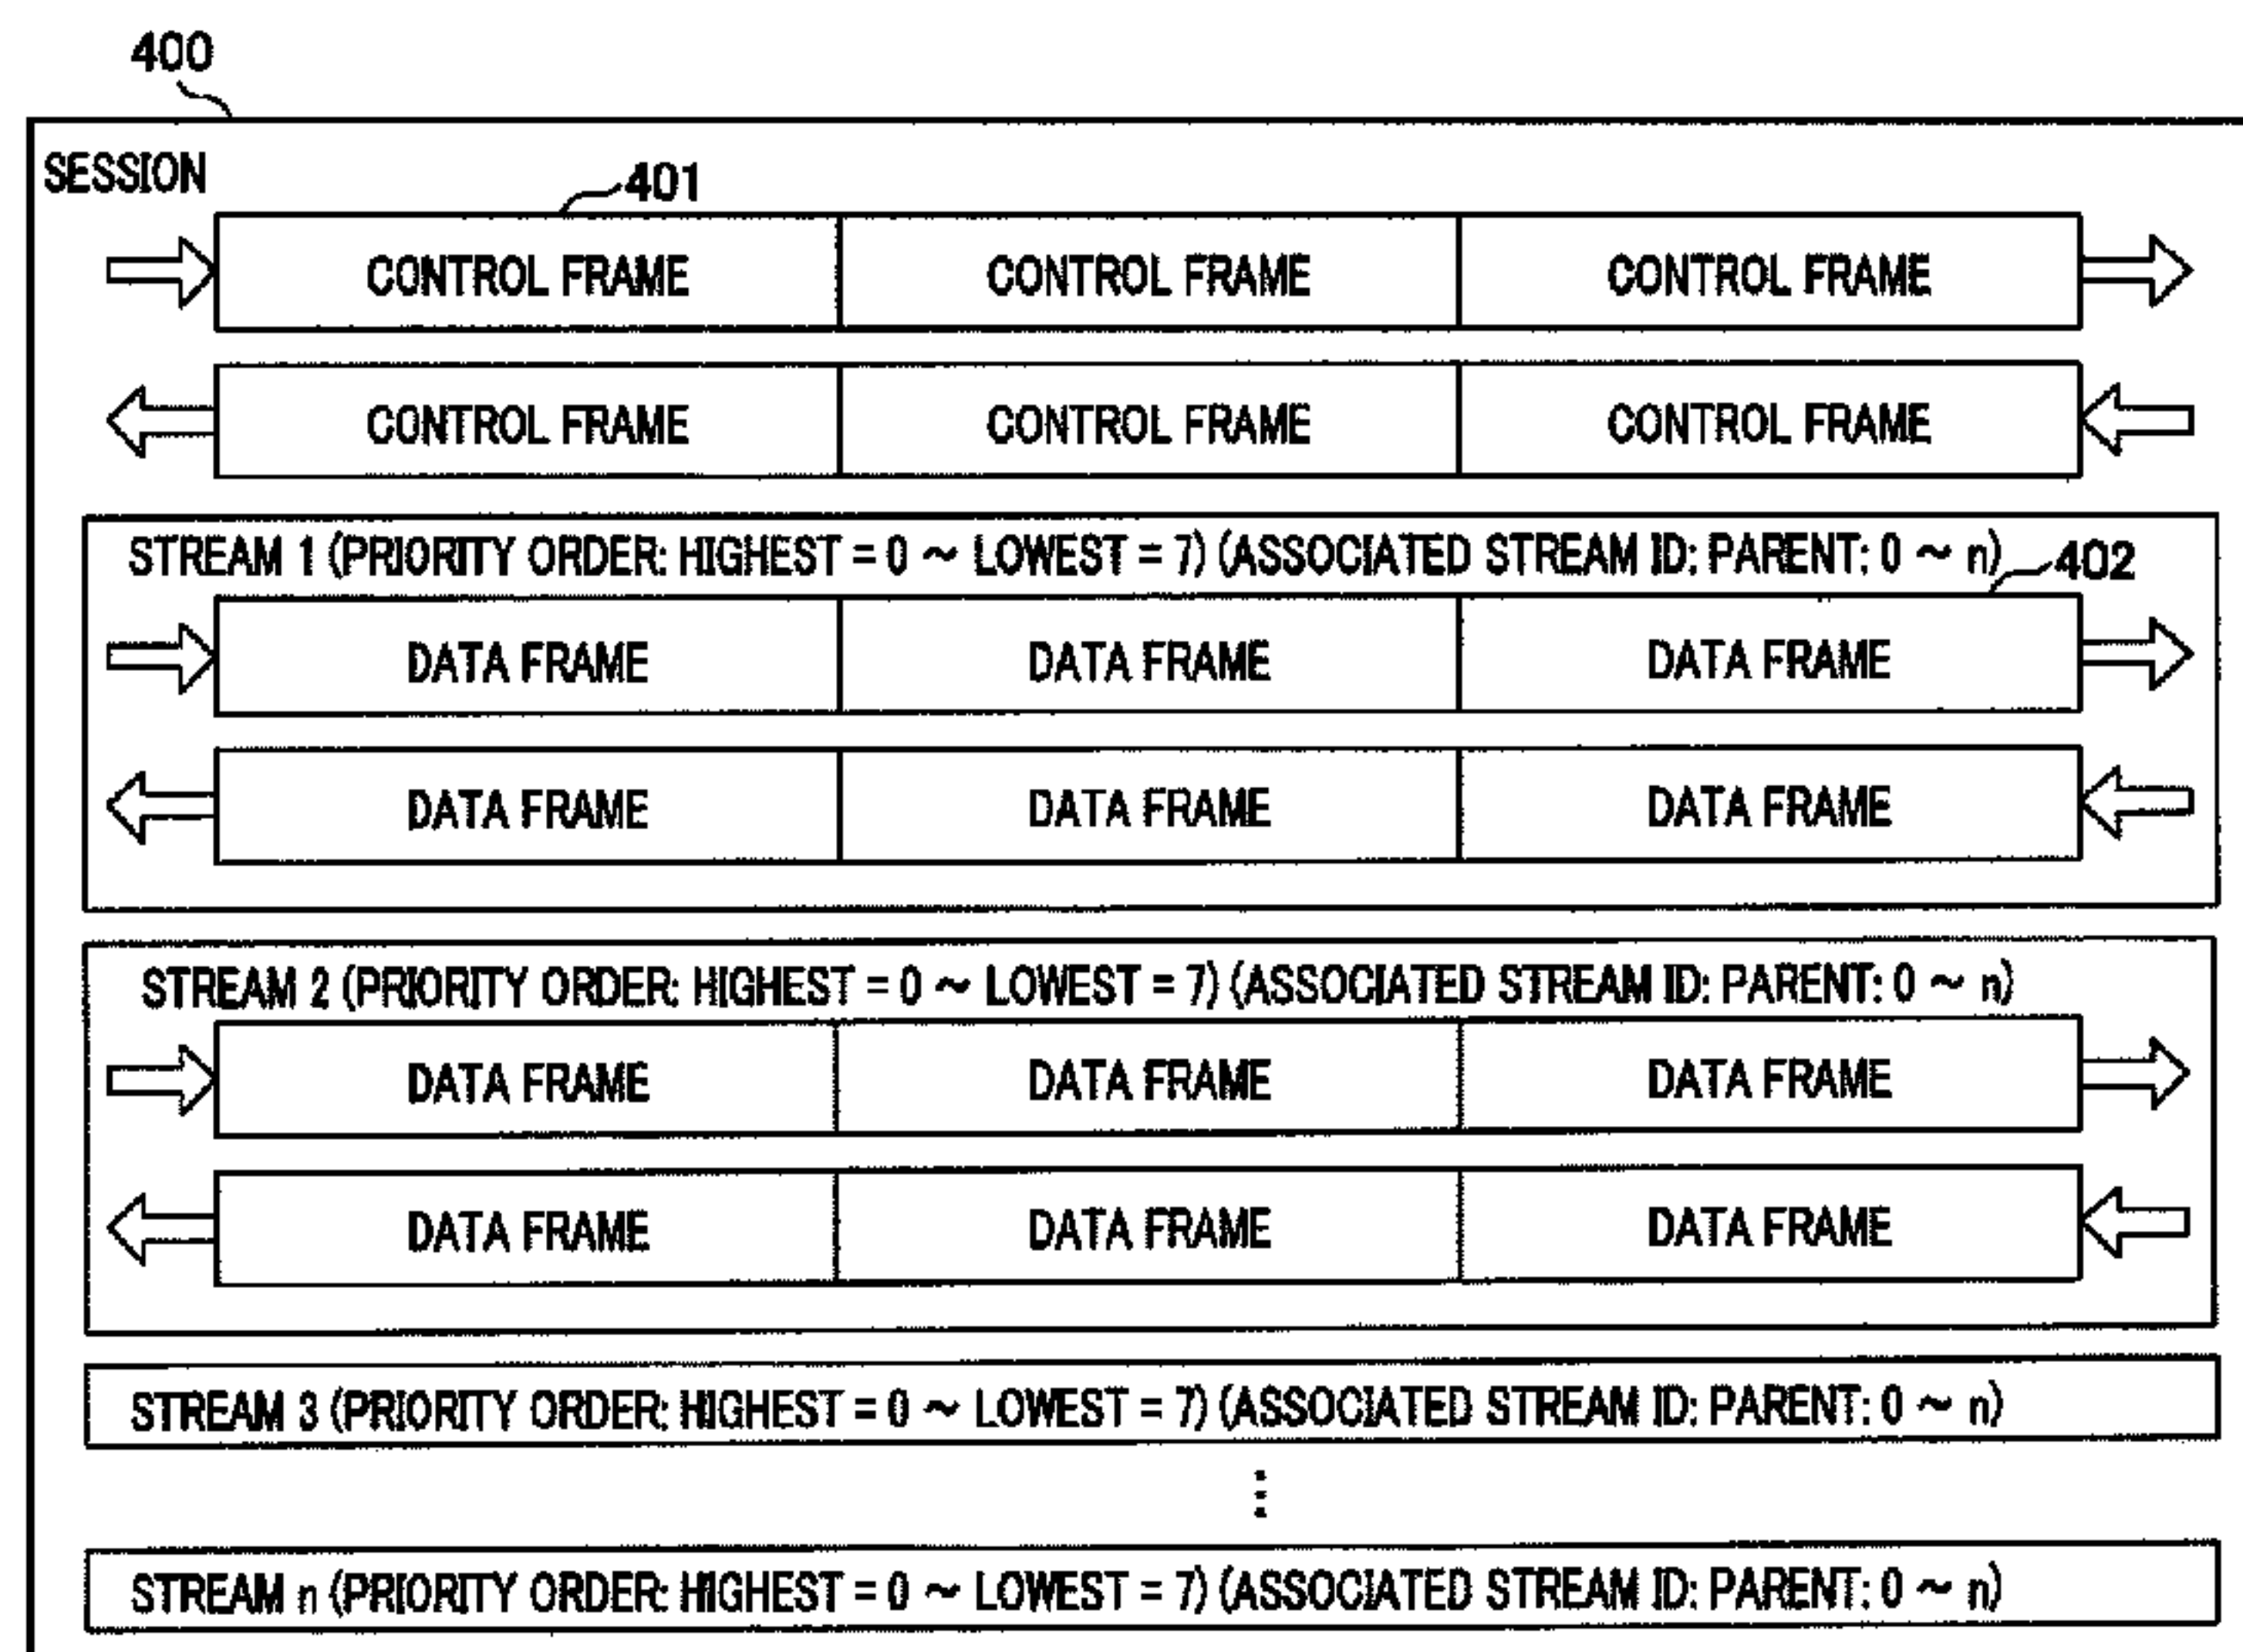 400
SESSION
401
CONTROL FRAME CONTROL FRAME CONTROL FRAME
CONTROL FRAME CONTROL FRAME CONTROL FRAME
STREAM 1 (PRIORITY ORDER: HIGHEST = 0 ~ LOWEST = 7) (ASSOCIATED STREAM ID: PARENT: 0 ~ n)
402
DATA FRAME DATA FRAME DATA FRAME
DATA FRAME DATA FRAME DATA FRAME
STREAM 2 (PRIORITY ORDER: HIGHEST = 0 ~ LOWEST = 7) (ASSOCIATED STREAM ID: PARENT: 0 ~ n)
DATA FRAME DATA FRAME DATA FRAME
DATA FRAME DATA FRAME DATA FRAME
STREAM 3 (PRIORITY ORDER: HIGHEST = 0 ~ LOWEST = 7) (ASSOCIATED STREAM ID: PARENT: 0 ~ n)
⋮
STREAM n (PRIORITY ORDER: HIGHEST = 0 ~ LOWEST = 7) (ASSOCIATED STREAM ID: PARENT: 0 ~ n)